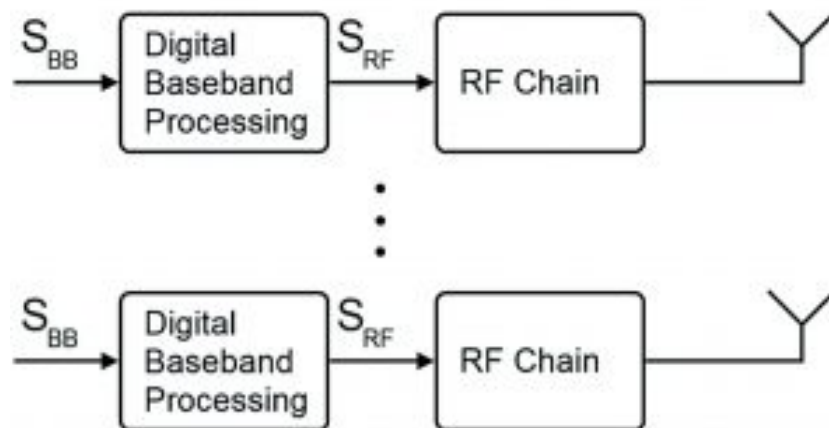 S_BB
Digital
Baseband
Processing
S_RF
RF Chain
S_BB
Digital
Baseband
Processing
S_RF
RF Chain